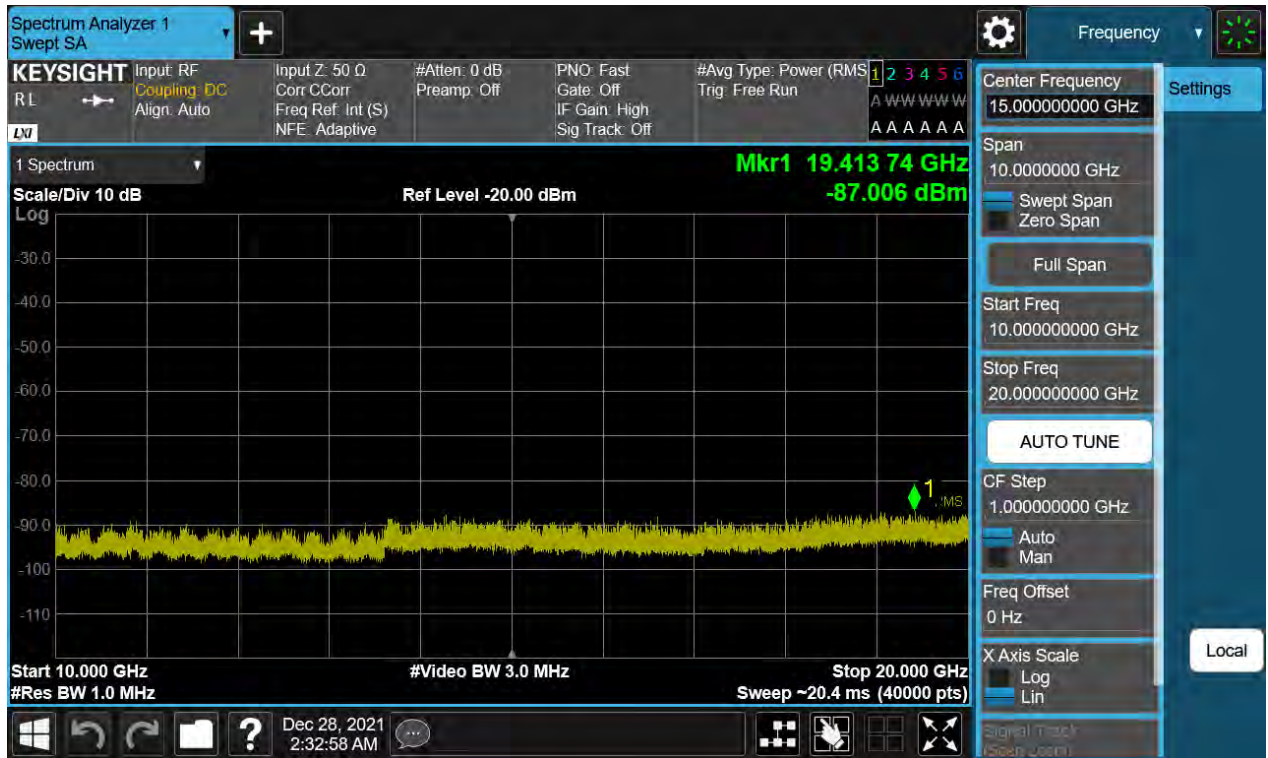 Spectrum Analyzer 1
Swept SA
+
Frequency
KEYSIGHT
RL
LXI
Input: RF
Coupling: DC
Align: Auto
Input Z: 50 Ω
Corr CCorr
Freq Ref: Int (S)
NFE: Adaptive
#Atten: 0 dB
Preamp: Off
PNO: Fast
Gate: Off
IF Gain: High
Sig Track: Off
#Avg Type: Power (RMS
Trig: Free Run
1 2 3 4 5 6
A W W W W W
A A A A A A
1 Spectrum
Scale/Div 10 dB
Ref Level -20.00 dBm
Mkr1 19.413 74 GHz
-87.006 dBm
Log
-30.0
-40.0
-50.0
-60.0
-70.0
-80.0
-90.0
-100
-110
1
Start 10.000 GHz
#Video BW 3.0 MHz
Stop 20.000 GHz
#Res BW 1.0 MHz
Sweep ~20.4 ms (40000 pts)
?
Dec 28, 2021
2:32:58 AM
Center Frequency
15.000000000 GHz
Span
10.0000000 GHz
Swept Span
Zero Span
Full Span
Start Freq
10.000000000 GHz
Stop Freq
20.000000000 GHz
AUTO TUNE
CF Step
1.000000000 GHz
Auto
Man
Freq Offset
0 Hz
X Axis Scale
Log
Lin
Signal Track
(Span Zoom)
Settings
Local